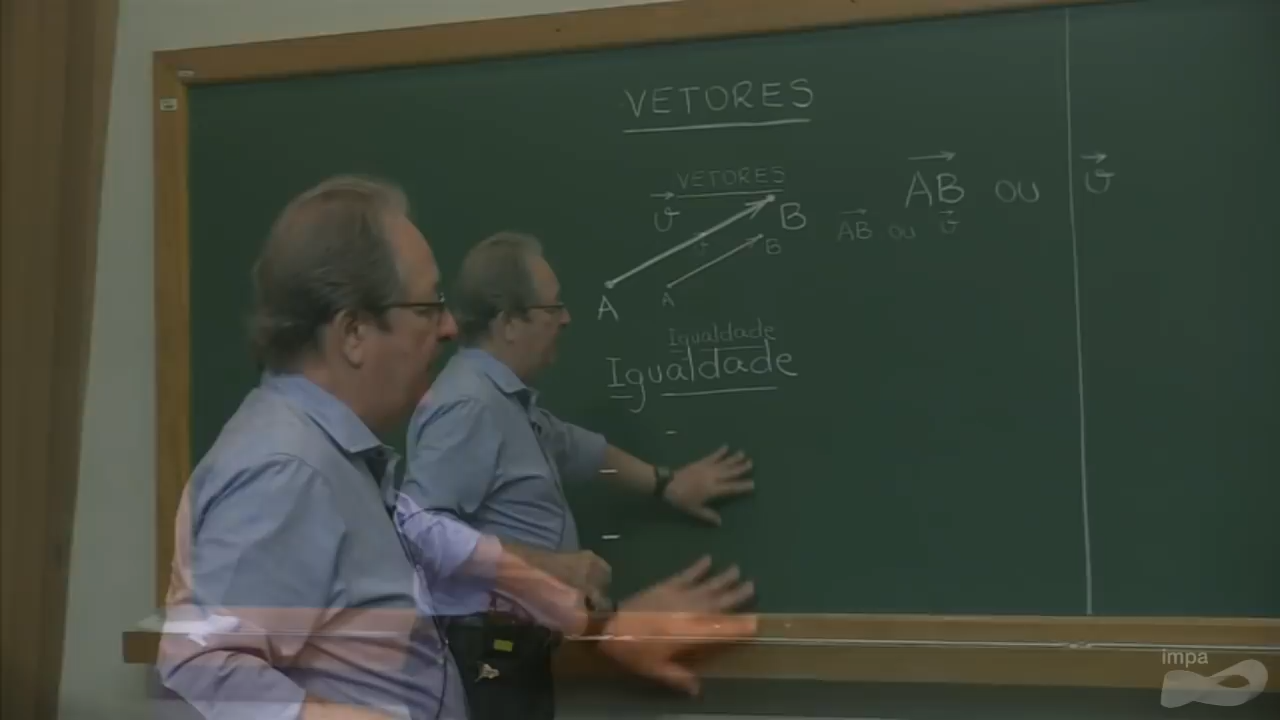 VETORES
VETORES
v⃗
B
AB⃗ ou v⃗
AB⃗ ou v⃗
v⃗
B
A
A
Igualdade
Igualdade
-
-
-
impa